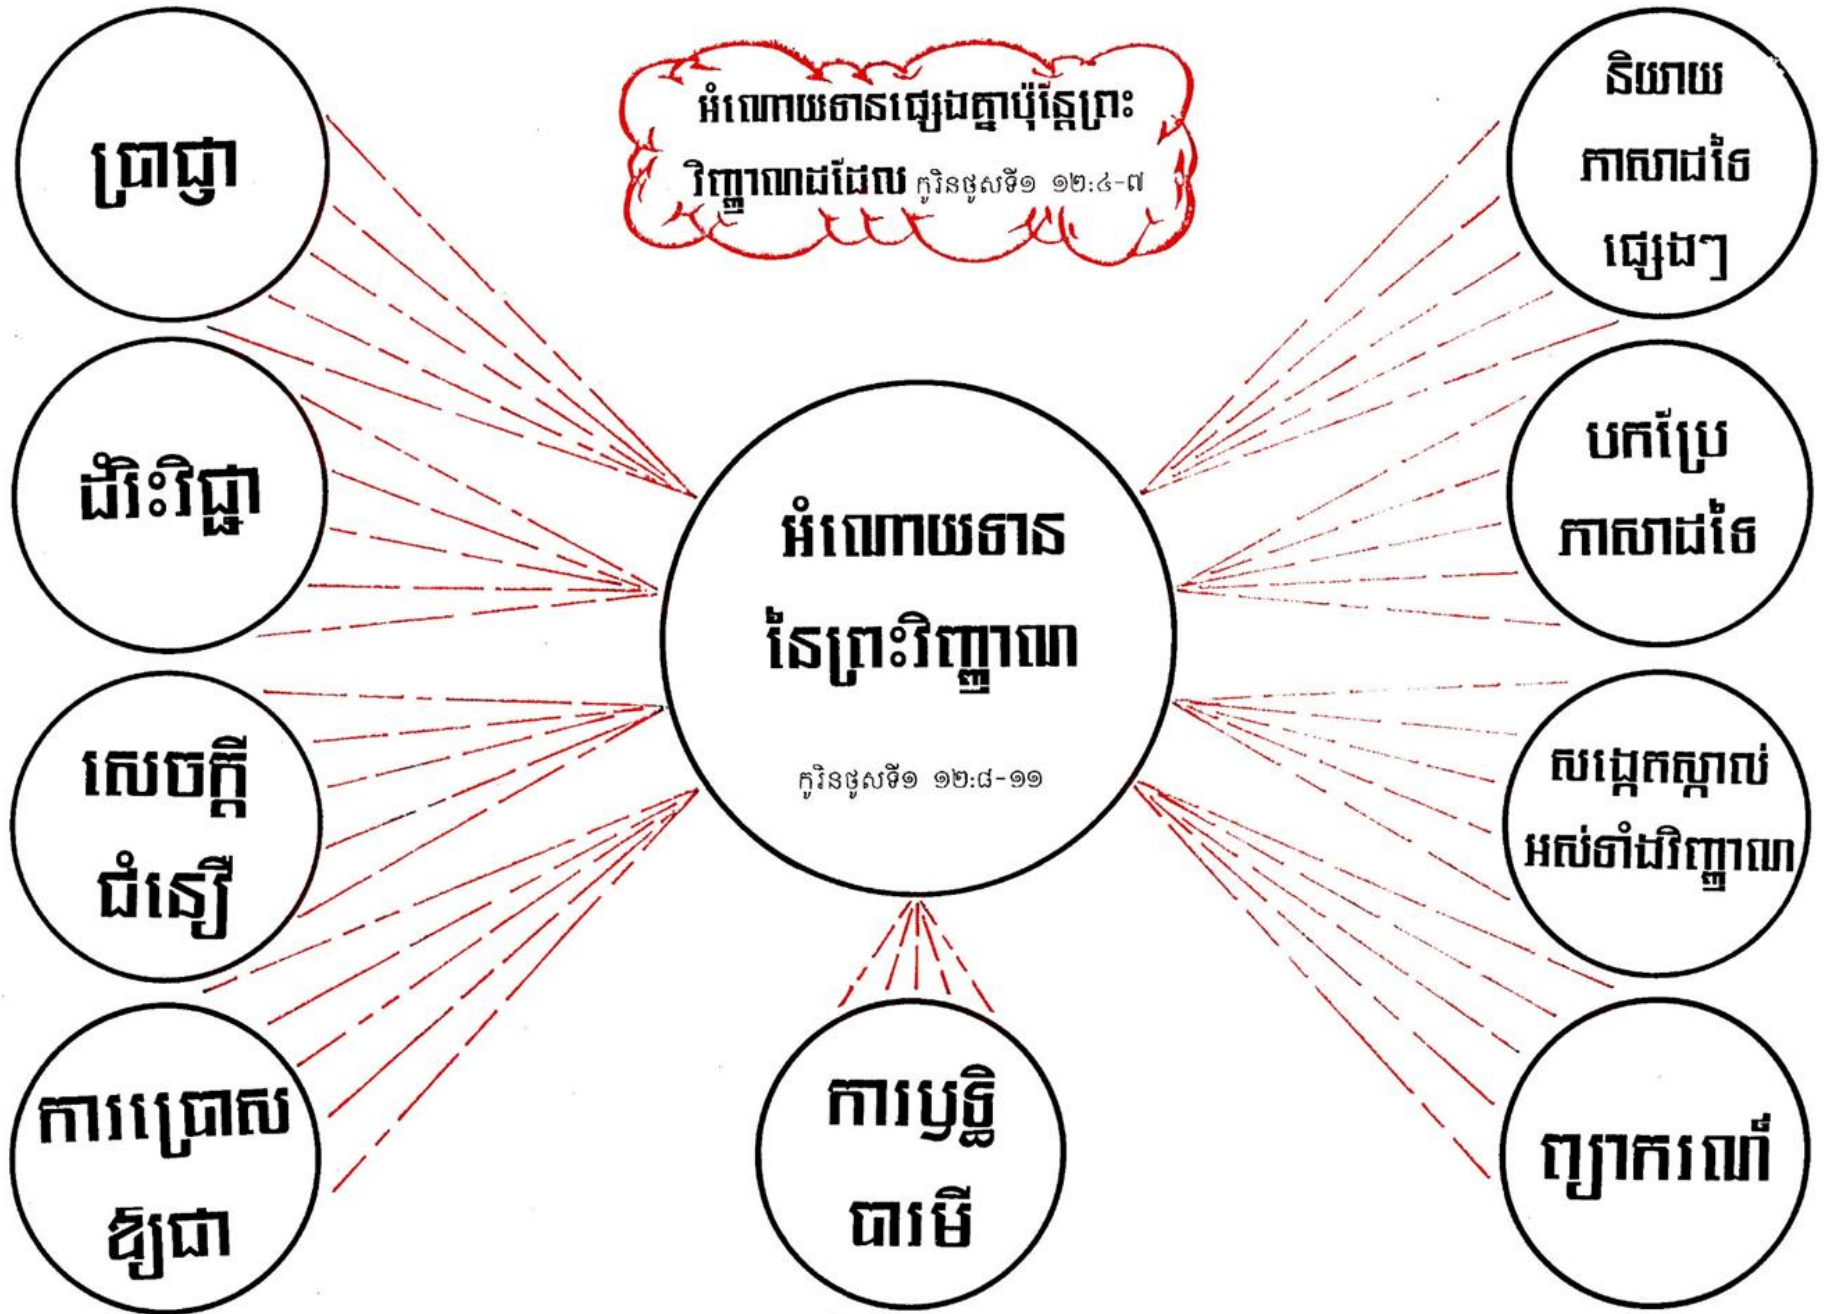 អំណោយទានផ្សេងគ្នាប៉ុន្តែព្រះ
វិញ្ញាណដដែល កូរិនថូសទី១ ១២:៤-៧
ប្រាជ្ញា
ដំរិះវិជ្ជា
សេចក្តី
ជំនឿ
ការប្រោស
ឱ្យជា
អំណោយទាន
នៃព្រះវិញ្ញាណ
កូរិនថូសទី១ ១២:៨-១១
ការឫទ្ធិ
បារមី
និយាយ
ភាសាដទៃ
ផ្សេងៗ
បកប្រែ
ភាសាដទៃ
សង្កេតស្គាល់
អស់ទាំងវិញ្ញាណ
ព្យាករណ៍